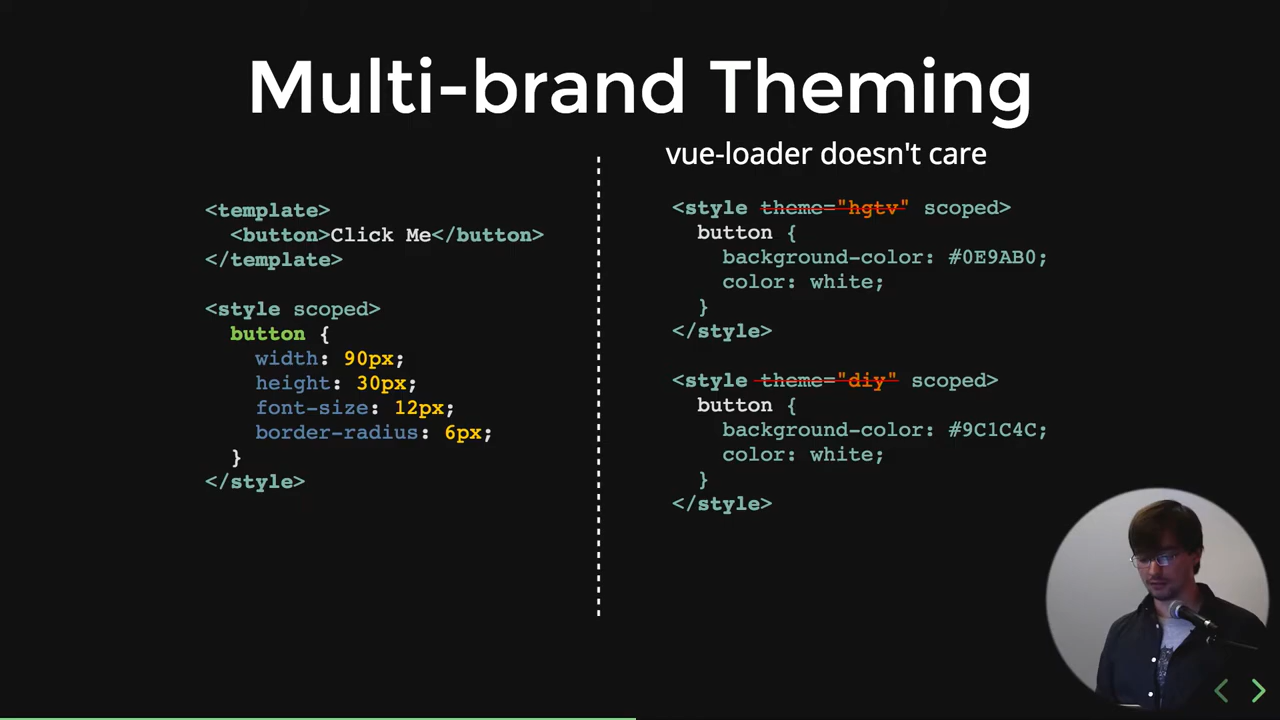 Multi-brand Theming
<template>
<button>Click Me</button>
</template>
<style scoped>
button {
width: 90px;
height: 30px;
font-size: 12px;
border-radius: 6px;
}
</style>
vue-loader doesn't care
<style theme="hgtv" scoped>
button {
background-color: #0E9AB0;
color: white;
}
</style>
<style theme="diy" scoped>
button {
background-color: #9C1C4C;
color: white;
}
</style>